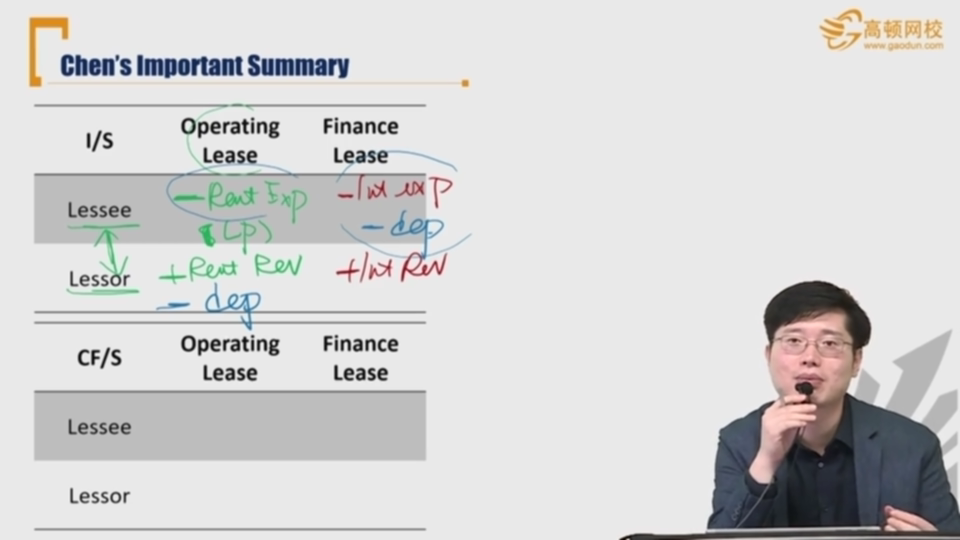 高顿网校
www.gaodun.com
Chen's Important Summary
I/S Operating Lease Finance Lease
Lessee — Rent Exp — Int exp
(LP) — dep
Lessor + Rent Rev + Int Rev
— dep
CF/S Operating Lease Finance Lease
Lessee
Lessor